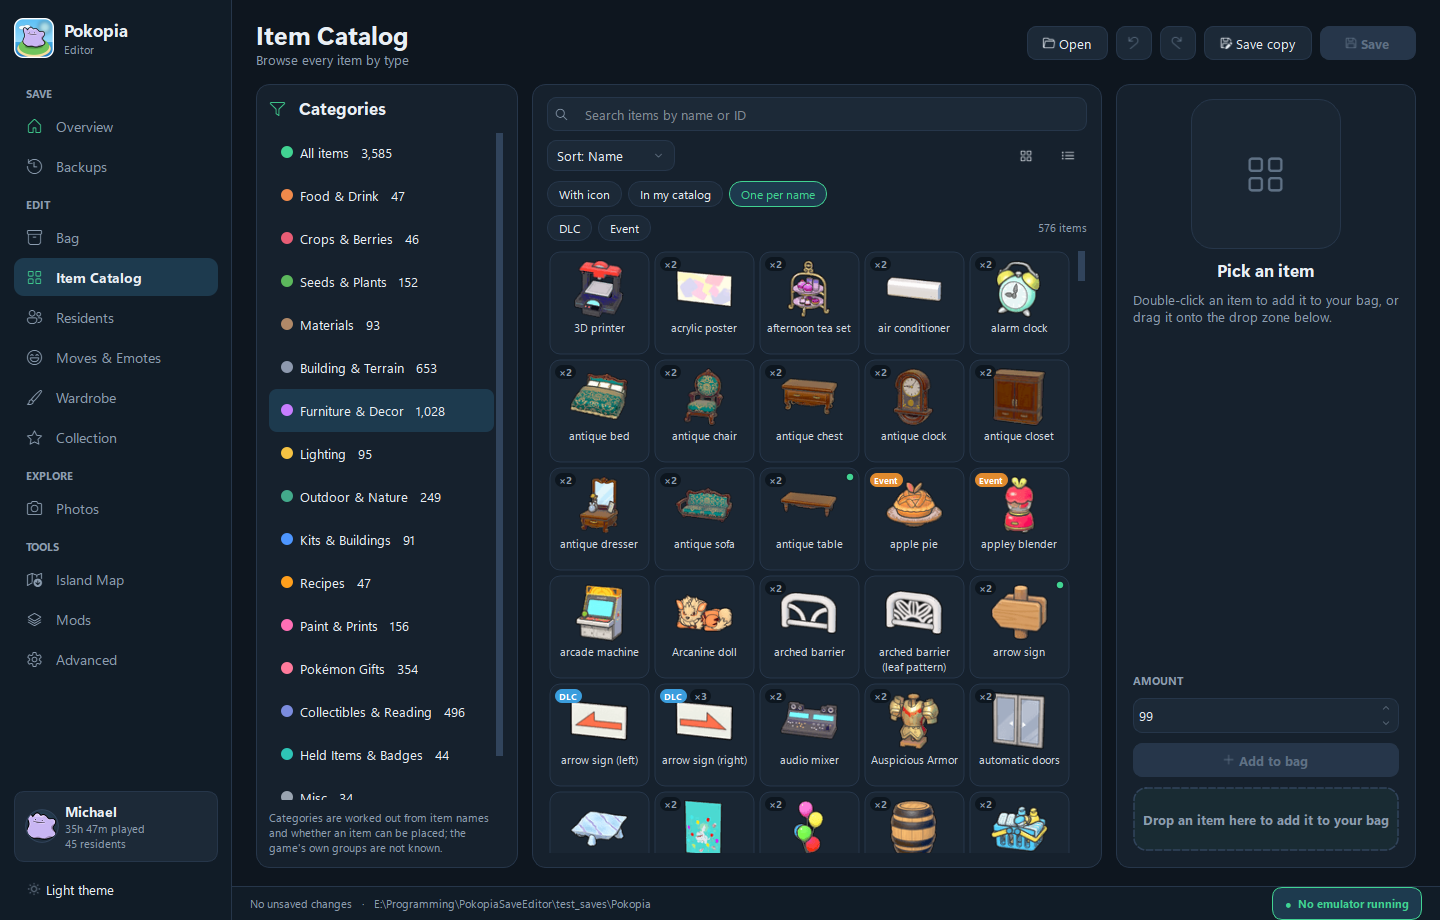 Pokopia
Editor
SAVE
Overview
Backups
EDIT
Bag
Item Catalog
Residents
Moves & Emotes
Wardrobe
Collection
EXPLORE
Photos
TOOLS
Island Map
Mods
Advanced
Michael
35h 47m played
45 residents
Light theme
Item Catalog
Browse every item by type
Open
Save copy
Save
Categories
All items 3,585
Food & Drink 47
Crops & Berries 46
Seeds & Plants 152
Materials 93
Building & Terrain 653
Furniture & Decor 1,028
Lighting 95
Outdoor & Nature 249
Kits & Buildings 91
Recipes 47
Paint & Prints 156
Pokémon Gifts 354
Collectibles & Reading 496
Held Items & Badges 44
Misc 34
Categories are worked out from item names
and whether an item can be placed; the
game's own groups are not known.
Search items by name or ID
Sort: Name
With icon In my catalog One per name
DLC Event 576 items
×2 ×2 ×2 ×2
3D printer acrylic poster afternoon tea set air conditioner alarm clock
×2 ×2 ×2 ×2 ×2
antique bed antique chair antique chest antique clock antique closet
×2 ×2 ×2 Event Event
antique dresser antique sofa antique table apple pie appley blender
×2 ×2
arcade machine Arcanine doll arched barrier arched barrier arrow sign
(leaf pattern)
DLC DLC ×3 ×2 ×2 ×2
arrow sign (left) arrow sign (right) audio mixer Auspicious Armor automatic doors
×2 ×2 ×2 ×2
Pick an item
Double-click an item to add it to your bag, or
drag it onto the drop zone below.
AMOUNT
99
+ Add to bag
Drop an item here to add it to your bag
No unsaved changes · E:\Programming\PokopiaSaveEditor\test_saves\Pokopia
No emulator running